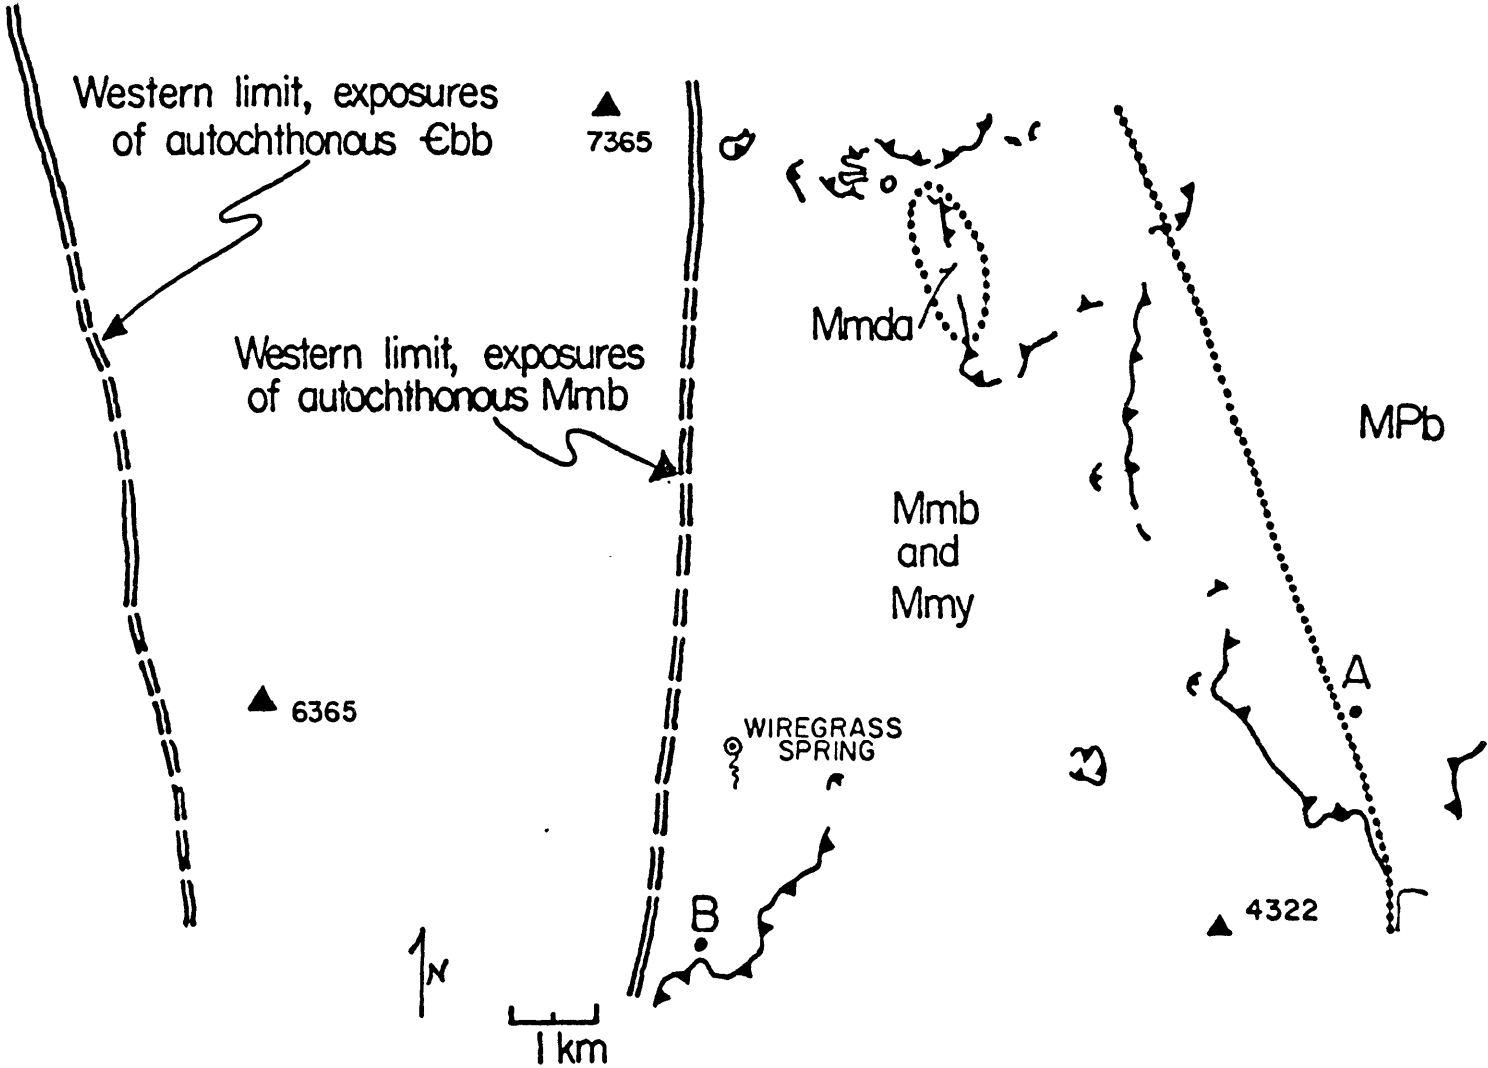 Western limit, exposures
of autochthonous Ꞓbb
7365
Western limit, exposures
of autochthonous Mmb
Mmda
MPb
Mmb
and
Mmy
A
6365
WIREGRASS
SPRING
B
4322
N
1 km